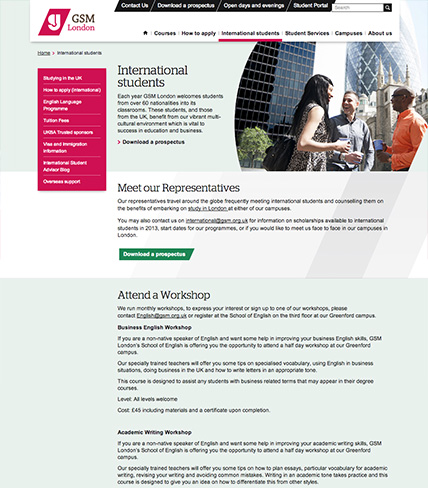 Contact Us
Download a prospectus
Open days and evenings
Student Portal
Search
GSM
London
Courses
How to apply
International students
Student Services
Campuses
About us
Home > International students
Studying in the UK
How to apply (international)
English Language
Programme
Tuition Fees
UKBA Trusted sponsors
Visa and Immigration
information
International Student
Advisor Blog
Overseas support
International
students
Each year GSM London welcomes students
from over 60 nationalities into its
classrooms. These students, and those
from the UK, benefit from our vibrant multi-
cultural environment which is vital to
success in education and business.
> Download a prospectus
Meet our Representatives
Our representatives travel around the globe frequently meeting international students and counselling them on
the benefits of embarking on study in London at either of our campuses.
You may also contact us on international@gsm.org.uk for information on scholarships available to international
students in 2013, start dates for our programmes, or if you would like to meet us face to face in our campuses in
London.
Download a prospectus
Attend a Workshop
We run monthly workshops, to express your interest or sign up to one of our workshops, please
contact English@gsm.org.uk or register at the School of English on the third floor at our Greenford campus.
Business English Workshop
If you are a non-native speaker of English and want some help in improving your business English skills, GSM
London's School of English is offering you the opportunity to attend a half day workshop at our Greenford
campus.
Our specially trained teachers will offer you some tips on specialised vocabulary, using English in business
situations, doing business in the UK and how to write letters in an appropriate tone.
This course is designed to assist any students with business related terms that may appear in their degree
courses.
Level: All levels welcome
Cost: £45 including materials and a certificate upon completion.
Academic Writing Workshop
If you are a non-native speaker of English and want some help in improving your academic writing skills, GSM
London's School of English is offering you the opportunity to attend a half day workshop at our Greenford
campus.
Our specially trained teachers will offer you some tips on how to plan essays, particular vocabulary for academic
writing, revising your writing and avoiding common mistakes. Writing in an academic tone takes practice and this
course is designed to give you an idea on how to differentiate this from other styles.